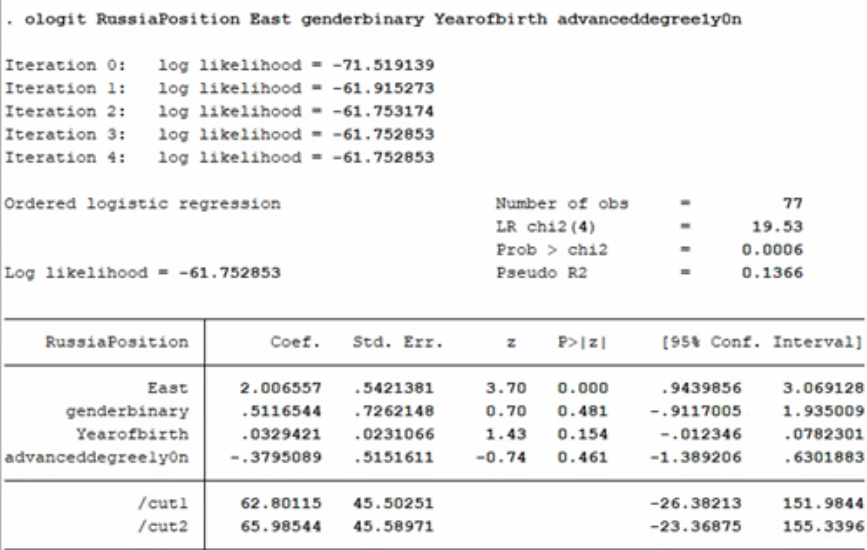 . ologit RussiaPosition East genderbinary Yearofbirth advanceddegree1y0n
Iteration 0: log likelihood = -71.519139
Iteration 1: log likelihood = -61.915273
Iteration 2: log likelihood = -61.753174
Iteration 3: log likelihood = -61.752853
Iteration 4: log likelihood = -61.752853
Ordered logistic regression Number of obs = 77
LR chi2(4) = 19.53
Prob > chi2 = 0.0006
Log likelihood = -61.752853 Pseudo R2 = 0.1366
RussiaPosition Coef. Std. Err. z P>|z| [95% Conf. Interval]
East 2.006557 .5421381 3.70 0.000 .9439856 3.069128
genderbinary .5116544 .7262148 0.70 0.481 -.9117005 1.935009
Yearofbirth .0329421 .0231066 1.43 0.154 -.012346 .0782301
advanceddegree1y0n -.3795089 .5151611 -0.74 0.461 -1.389206 .6301883
/cut1 62.80115 45.50251 -26.38213 151.9844
/cut2 65.98544 45.58971 -23.36875 155.3396